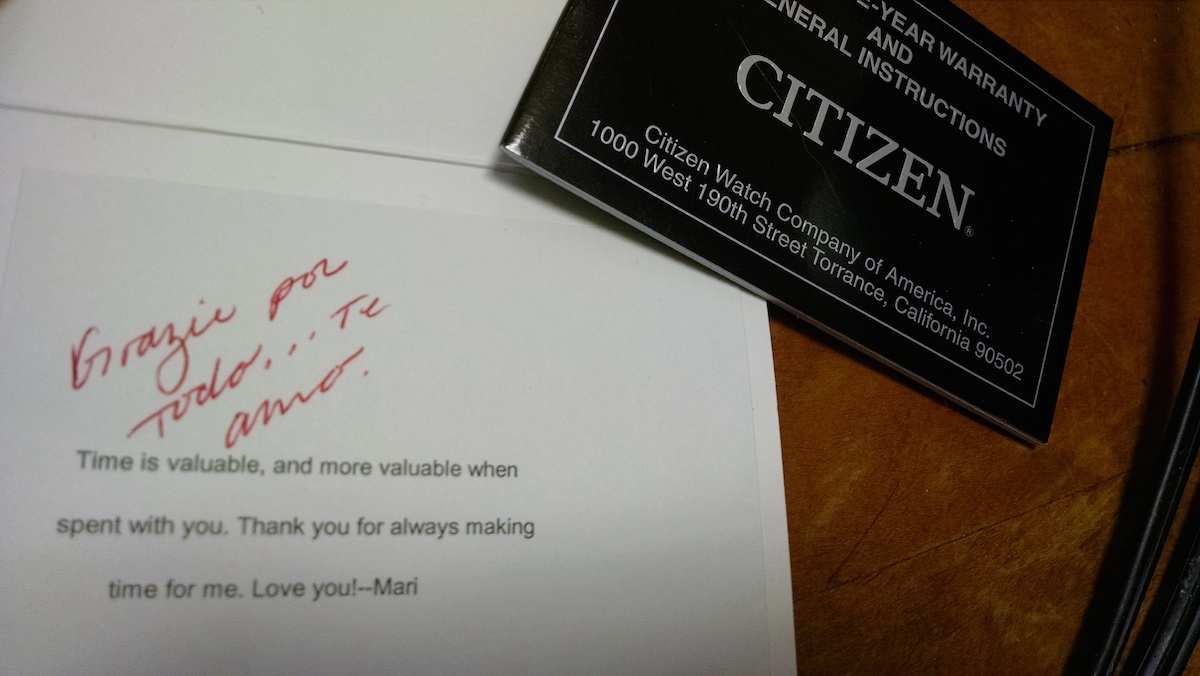 E-YEAR WARRANTY
AND
ENERAL INSTRUCTIONS
CITIZEN®
Citizen Watch Company of America, Inc.
1000 West 190th Street Torrance, California 90502
Grazie por
Todo... Te
amo.
Time is valuable, and more valuable when
spent with you. Thank you for always making
time for me. Love you!--Mari